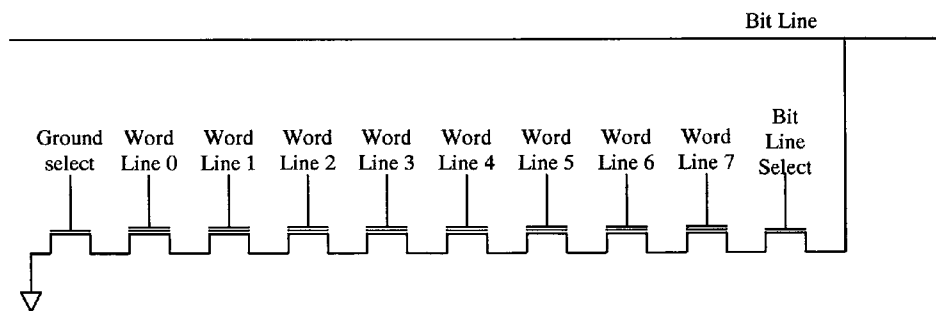 Bit Line
Ground
select
Word
Line 0
Word
Line 1
Word
Line 2
Word
Line 3
Word
Line 4
Word
Line 5
Word
Line 6
Word
Line 7
Bit
Line
Select